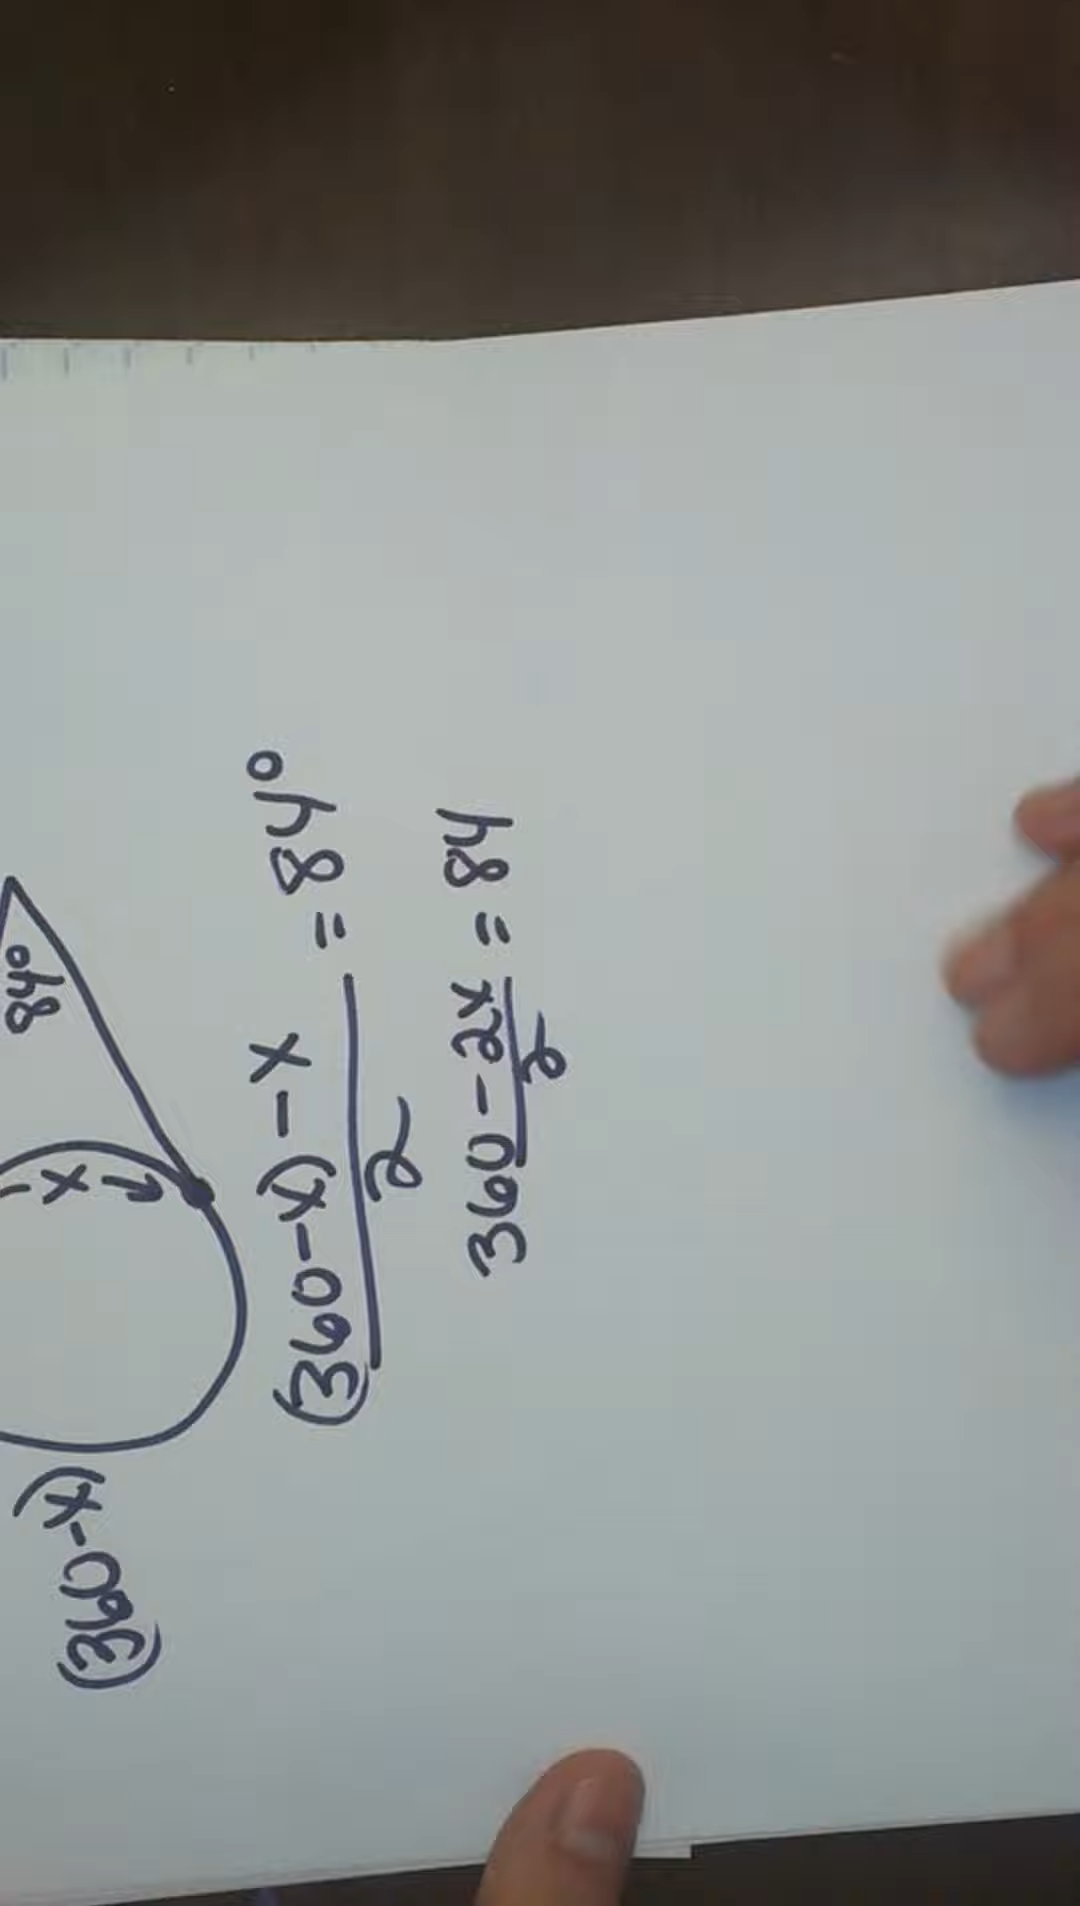 84°
x
(360-x)
(360-x) - x = 84°
2
360 - 2x = 84
2